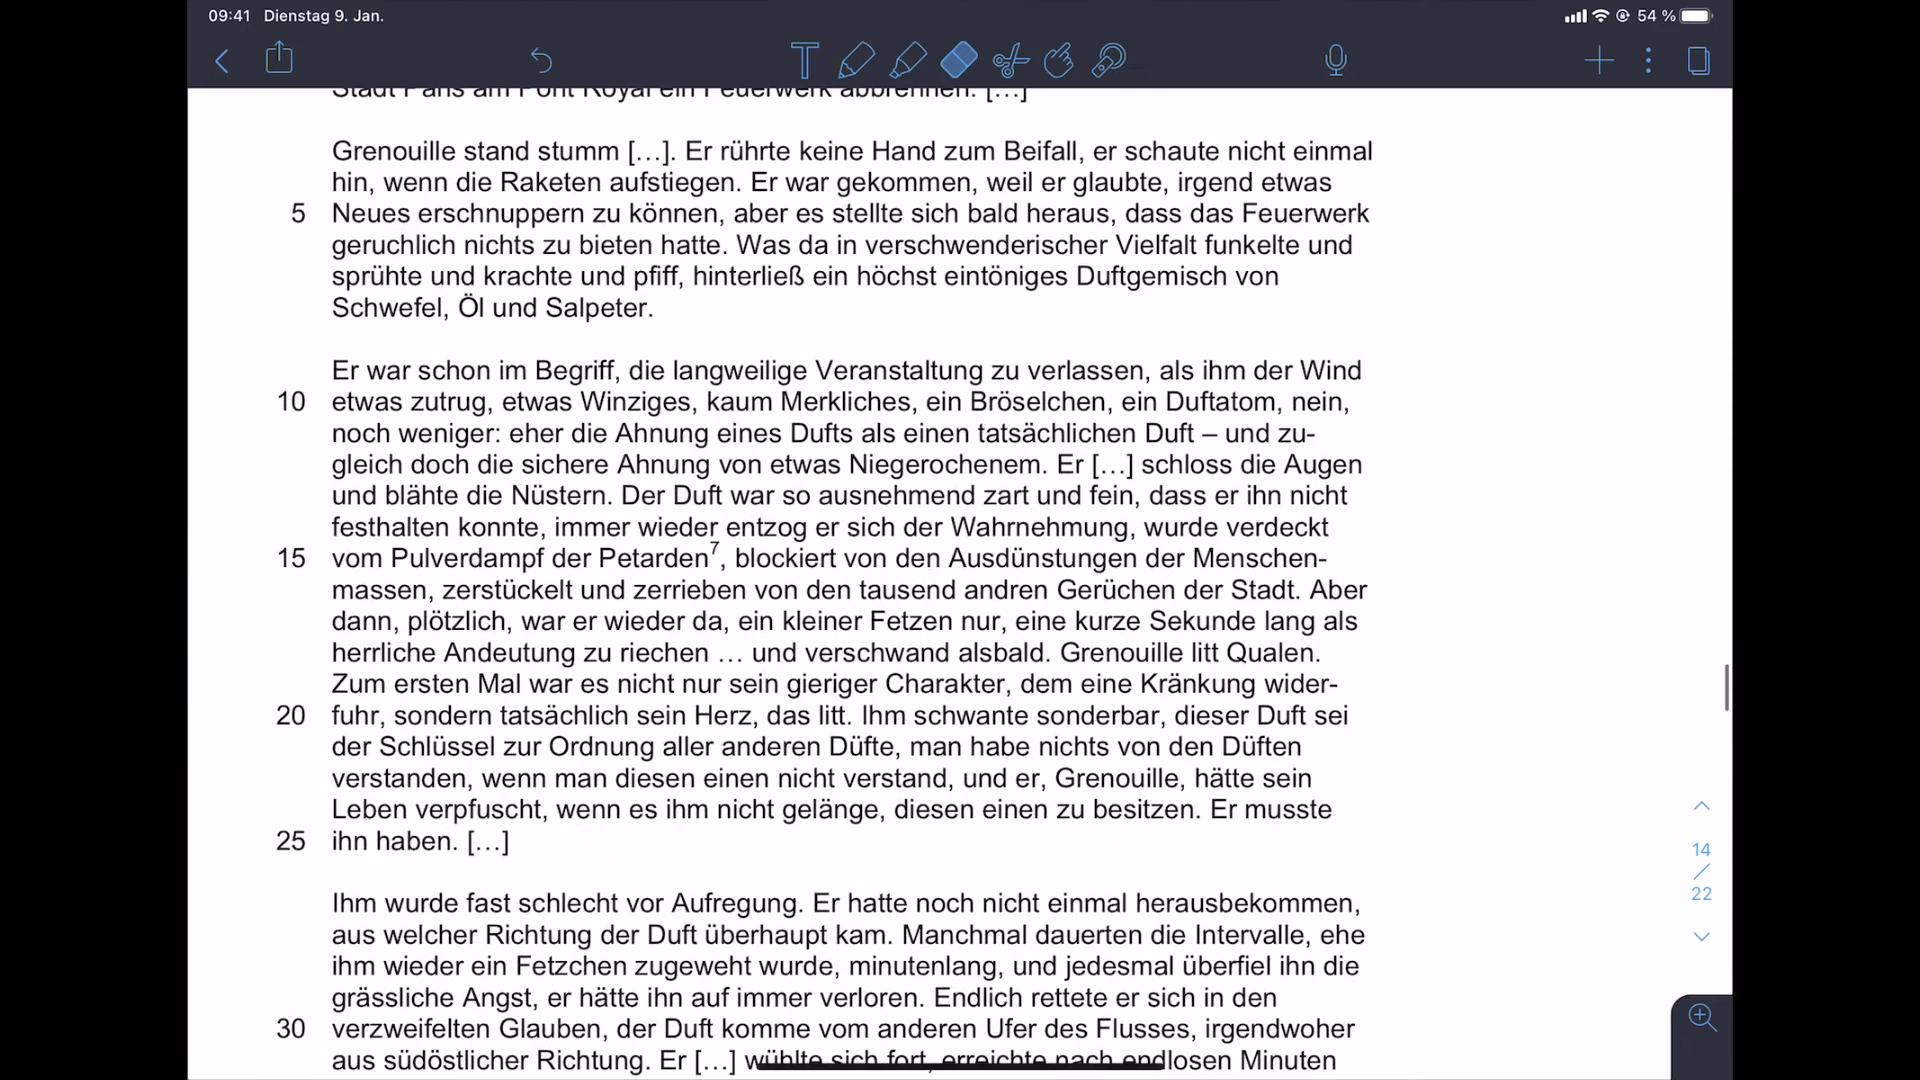 09:41 Dienstag 9. Jan.
54 %
Stadt Paris am Pont Royal ein Feuerwerk abbrennen. […]
Grenouille stand stumm […]. Er rührte keine Hand zum Beifall, er schaute nicht einmal
hin, wenn die Raketen aufstiegen. Er war gekommen, weil er glaubte, irgend etwas
5 Neues erschnuppern zu können, aber es stellte sich bald heraus, dass das Feuerwerk
geruchlich nichts zu bieten hatte. Was da in verschwenderischer Vielfalt funkelte und
sprühte und krachte und pfiff, hinterließ ein höchst eintöniges Duftgemisch von
Schwefel, Öl und Salpeter.
Er war schon im Begriff, die langweilige Veranstaltung zu verlassen, als ihm der Wind
10 etwas zutrug, etwas Winziges, kaum Merkliches, ein Bröselchen, ein Duftatom, nein,
noch weniger: eher die Ahnung eines Dufts als einen tatsächlichen Duft – und zu-
gleich doch die sichere Ahnung von etwas Niegerochenem. Er […] schloss die Augen
und blähte die Nüstern. Der Duft war so ausnehmend zart und fein, dass er ihn nicht
festhalten konnte, immer wieder entzog er sich der Wahrnehmung, wurde verdeckt
15 vom Pulverdampf der Petarden7, blockiert von den Ausdünstungen der Menschen-
massen, zerstückelt und zerrieben von den tausend andren Gerüchen der Stadt. Aber
dann, plötzlich, war er wieder da, ein kleiner Fetzen nur, eine kurze Sekunde lang als
herrliche Andeutung zu riechen … und verschwand alsbald. Grenouille litt Qualen.
Zum ersten Mal war es nicht nur sein gieriger Charakter, dem eine Kränkung wider-
20 fuhr, sondern tatsächlich sein Herz, das litt. Ihm schwante sonderbar, dieser Duft sei
der Schlüssel zur Ordnung aller anderen Düfte, man habe nichts von den Düften
verstanden, wenn man diesen einen nicht verstand, und er, Grenouille, hätte sein
Leben verpfuscht, wenn es ihm nicht gelänge, diesen einen zu besitzen. Er musste
25 ihn haben. […]
Ihm wurde fast schlecht vor Aufregung. Er hatte noch nicht einmal herausbekommen,
aus welcher Richtung der Duft überhaupt kam. Manchmal dauerten die Intervalle, ehe
ihm wieder ein Fetzchen zugeweht wurde, minutenlang, und jedesmal überfiel ihn die
grässliche Angst, er hätte ihn auf immer verloren. Endlich rettete er sich in den
30 verzweifelten Glauben, der Duft komme vom anderen Ufer des Flusses, irgendwoher
aus südöstlicher Richtung. Er […] wühlte sich fort, erreichte nach endlosen Minuten
14
/
22